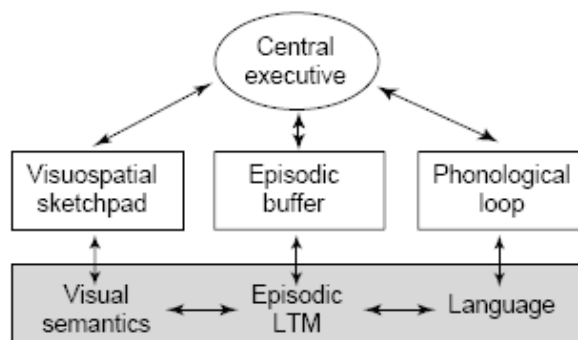 Central
executive
Visuospatial
sketchpad
Episodic
buffer
Phonological
loop
Visual
semantics
Episodic
LTM
Language